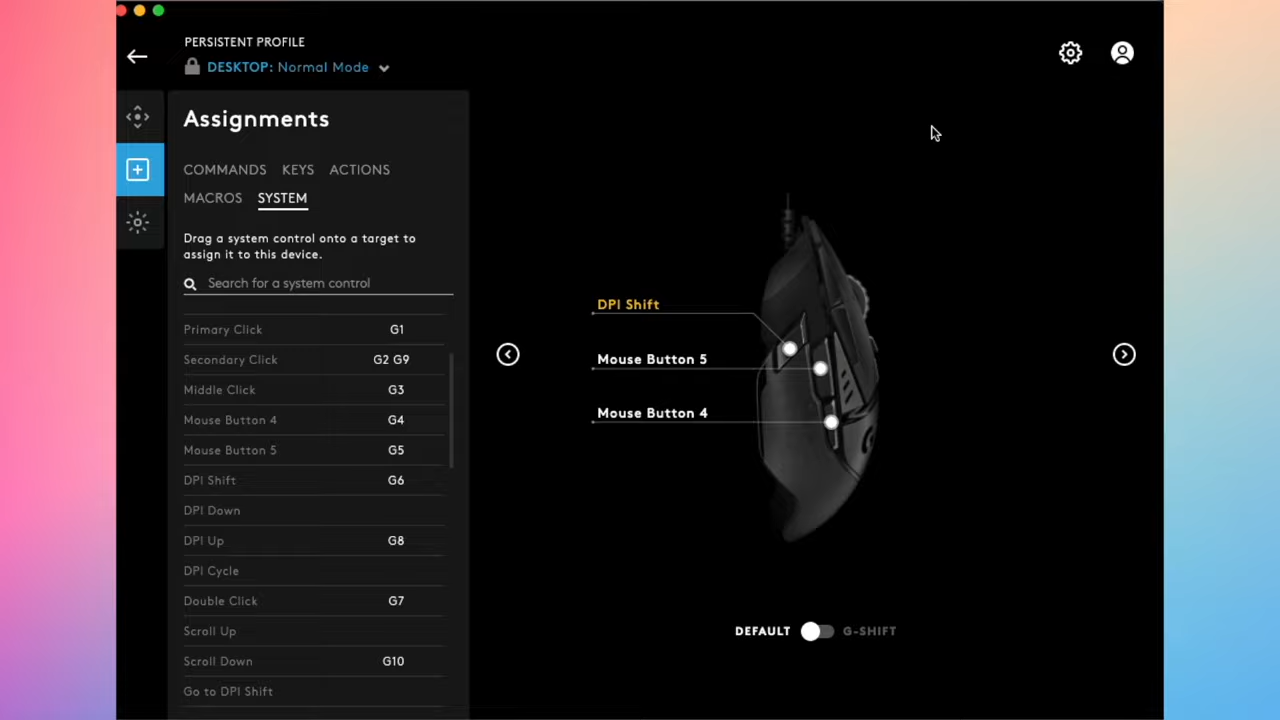 PERSISTENT PROFILE
DESKTOP: Normal Mode
Assignments
COMMANDS KEYS ACTIONS
MACROS SYSTEM
Drag a system control onto a target to
assign it to this device.
Search for a system control
Primary Click G1
Secondary Click G2 G9
Middle Click G3
Mouse Button 4 G4
Mouse Button 5 G5
DPI Shift G6
DPI Down
DPI Up G8
DPI Cycle
Double Click G7
Scroll Up
Scroll Down G10
Go to DPI Shift
DPI Shift
Mouse Button 5
Mouse Button 4
DEFAULT G-SHIFT